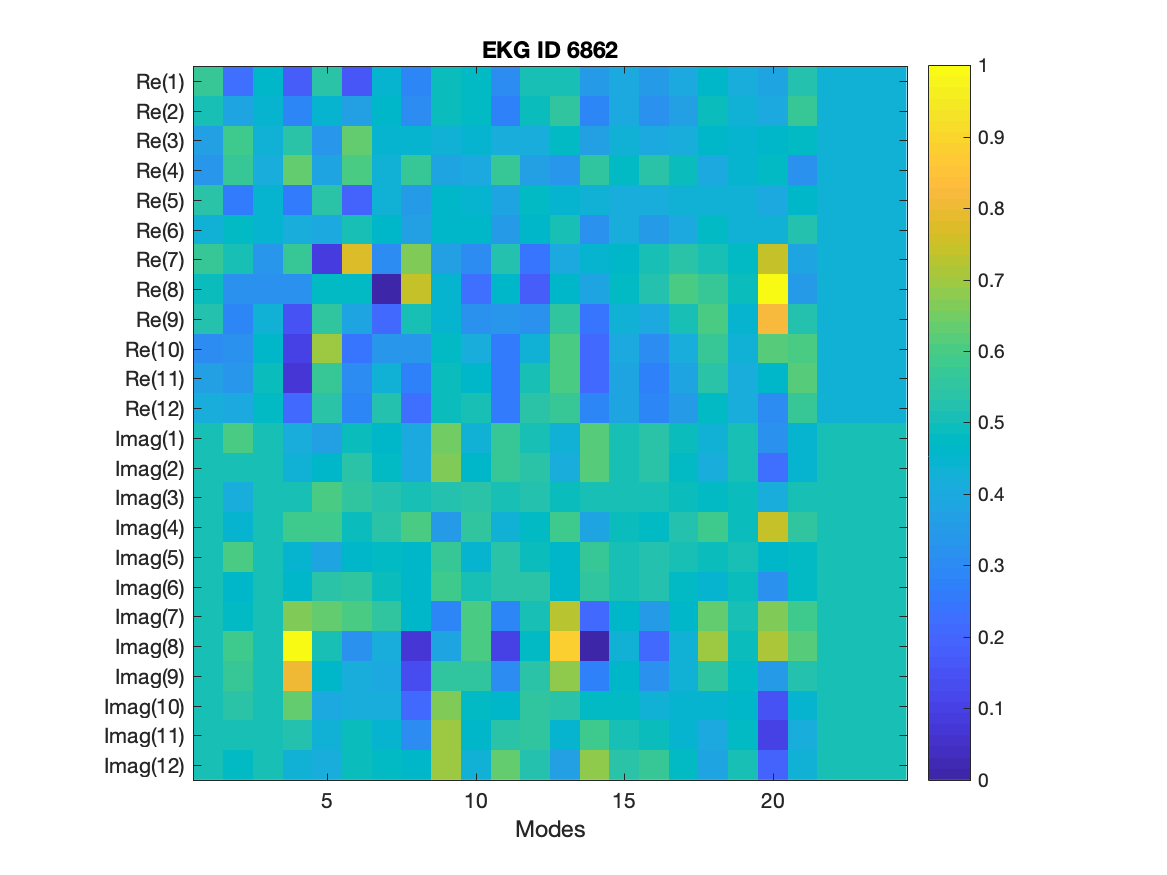 EKG ID 6862
Re(1)
Re(2)
Re(3)
Re(4)
Re(5)
Re(6)
Re(7)
Re(8)
Re(9)
Re(10)
Re(11)
Re(12)
Imag(1)
Imag(2)
Imag(3)
Imag(4)
Imag(5)
Imag(6)
Imag(7)
Imag(8)
Imag(9)
Imag(10)
Imag(11)
Imag(12)
5 10 15 20
Modes
1
0.9
0.8
0.7
0.6
0.5
0.4
0.3
0.2
0.1
0